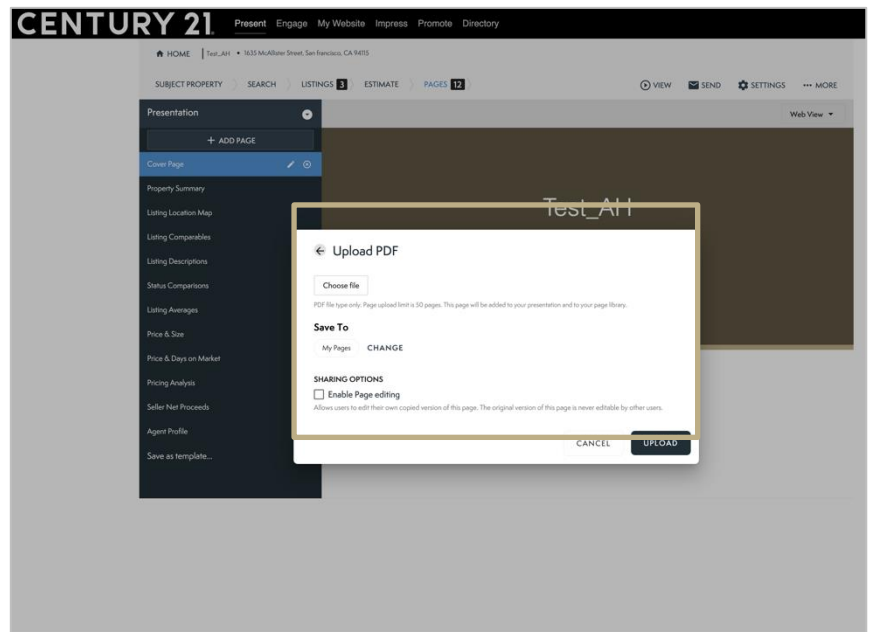 CENTURY 21. Present Engage My Website Impress Promote Directory
HOME Test_AH • 1635 McAllister Street, San Francisco, CA 94115
SUBJECT PROPERTY SEARCH LISTINGS 3 ESTIMATE PAGES 12 VIEW SEND SETTINGS ••• MORE
Presentation
Web View
+ ADD PAGE
Cover Page
Property Summary
Listing Location Map
Listing Comparables
Listing Descriptions
Status Comparisons
Listing Averages
Price & Size
Price & Days on Market
Pricing Analysis
Seller Net Proceeds
Agent Profile
Save as template...
Test_AH
Upload PDF
Choose file
PDF file type only. Page upload limit is 50 pages. This page will be added to your presentation and to your page library.
Save To
My Pages CHANGE
SHARING OPTIONS
Enable Page editing
Allows users to edit their own copied version of this page. The original version of this page is never editable by other users.
CANCEL UPLOAD